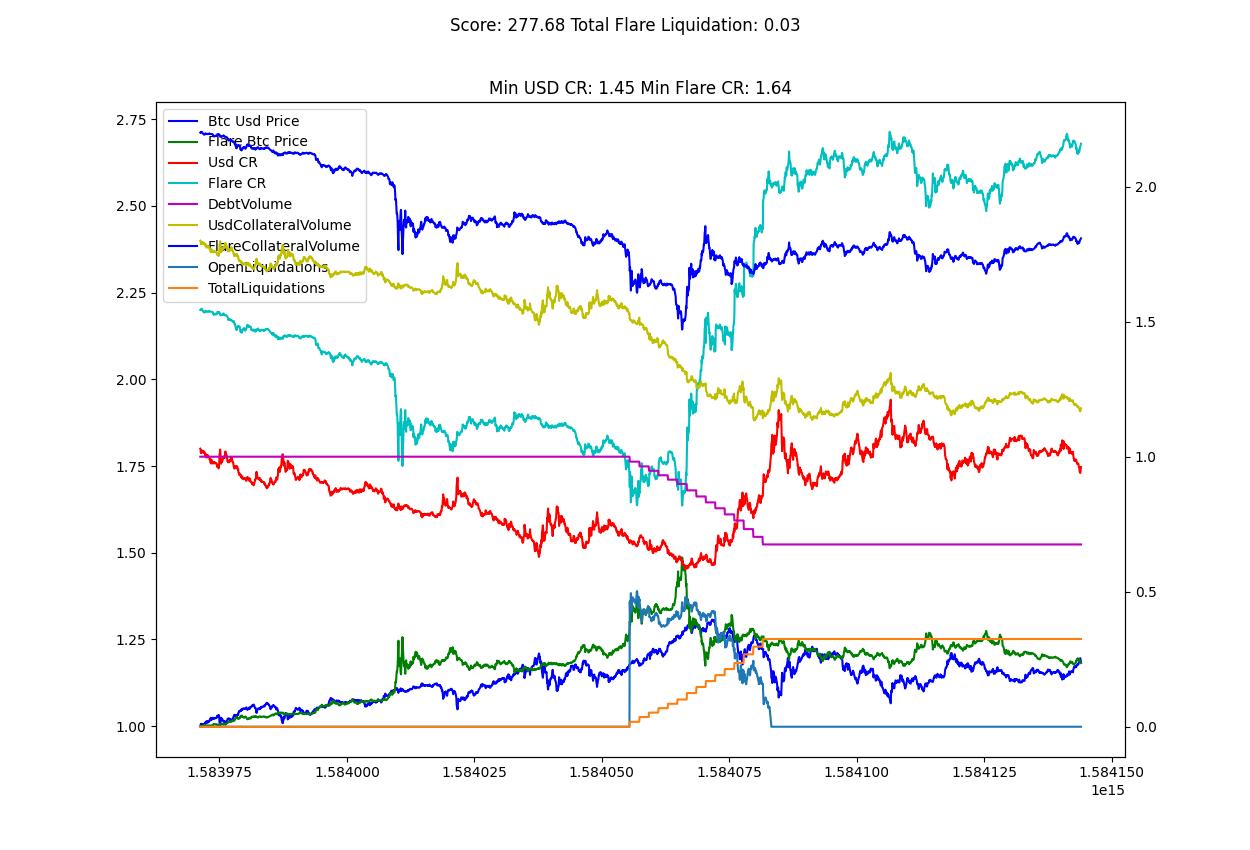 Score: 277.68 Total Flare Liquidation: 0.03
Min USD CR: 1.45 Min Flare CR: 1.64
Btc Usd Price
Flare Btc Price
Usd CR
Flare CR
DebtVolume
UsdCollateralVolume
FlareCollateralVolume
OpenLiquidations
TotalLiquidations
2.75
2.50
2.25
2.00
1.75
1.50
1.25
1.00
2.0
1.5
1.0
0.5
0.0
1.583975 1.584000 1.584025 1.584050 1.584075 1.584100 1.584125 1.584150
1e15